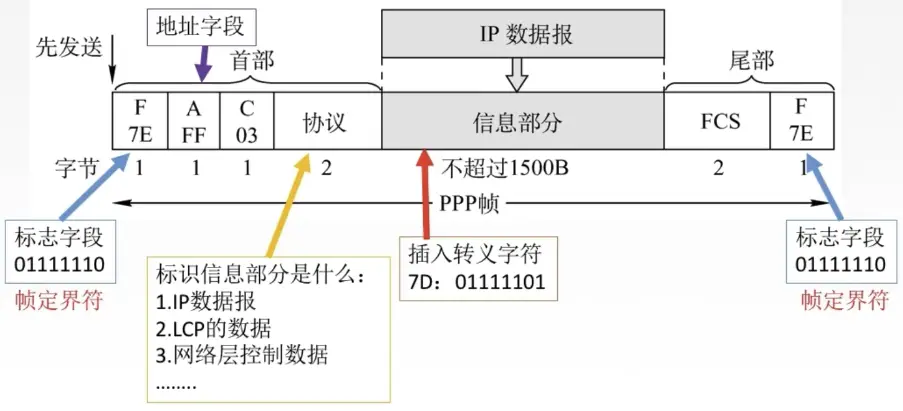 地址字段
先发送
IP 数据报
首部
尾部
F
7E
A
FF
C
03
协议
信息部分
FCS
F
7E
字节
1
1
1
2
不超过1500B
2
1
PPP帧
标志字段
01111110
帧定界符
标识信息部分是什么：
1.IP数据报
2.LCP的数据
3.网络层控制数据
........
插入转义字符
7D：01111101
标志字段
01111110
帧定界符